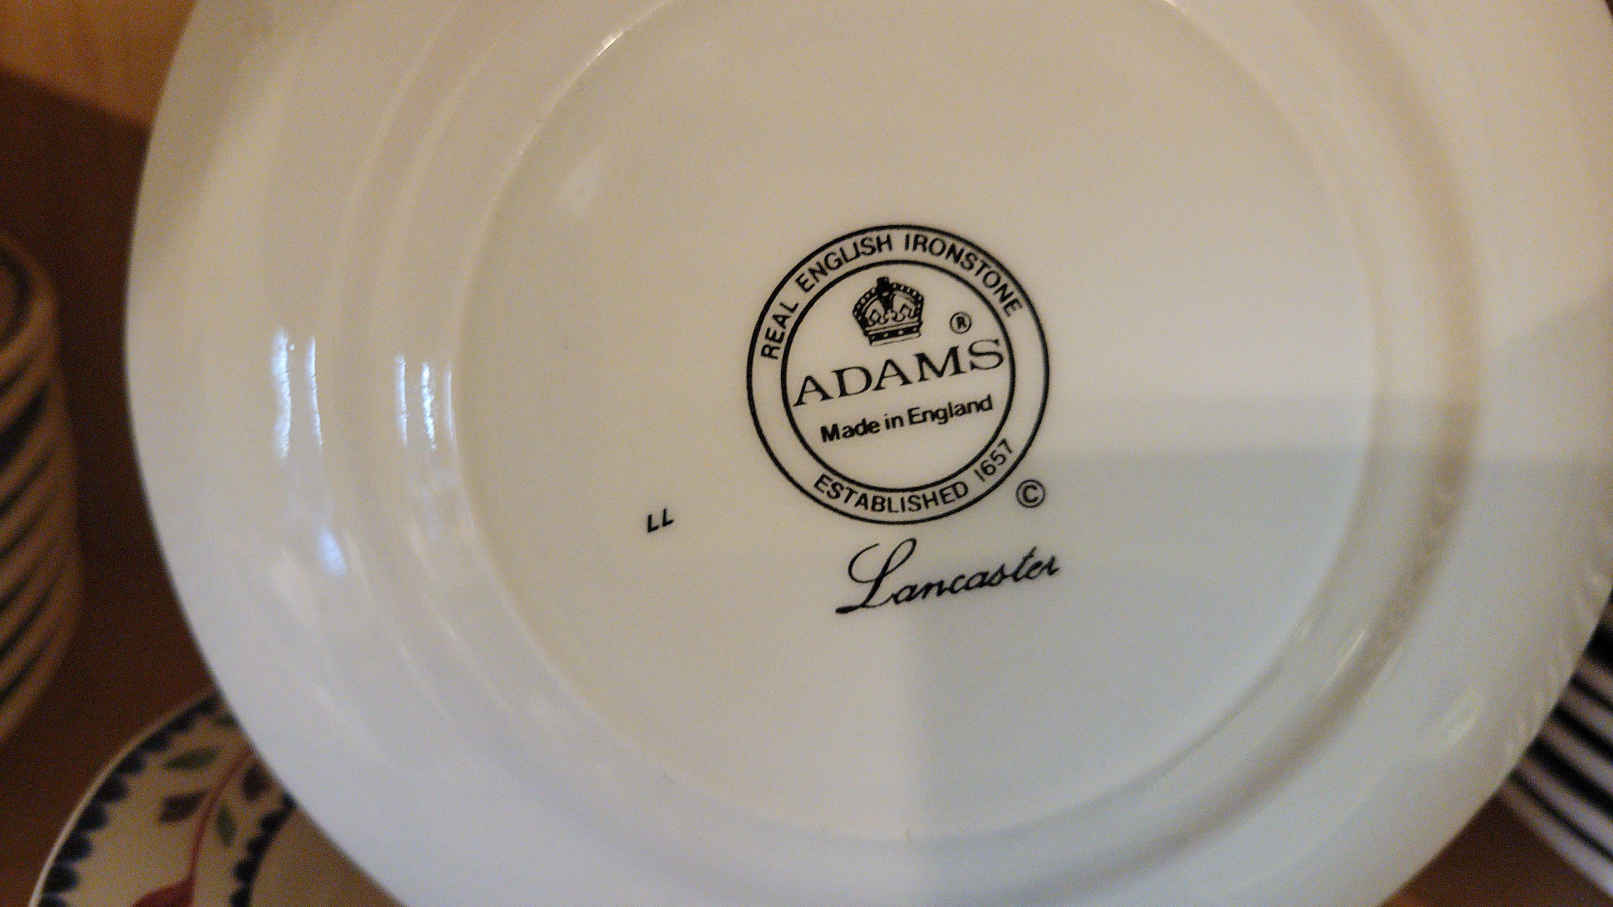 REAL ENGLISH IRONSTONE
®
ADAMS
Made in England
ESTABLISHED 1657
©
LL
Lancaster